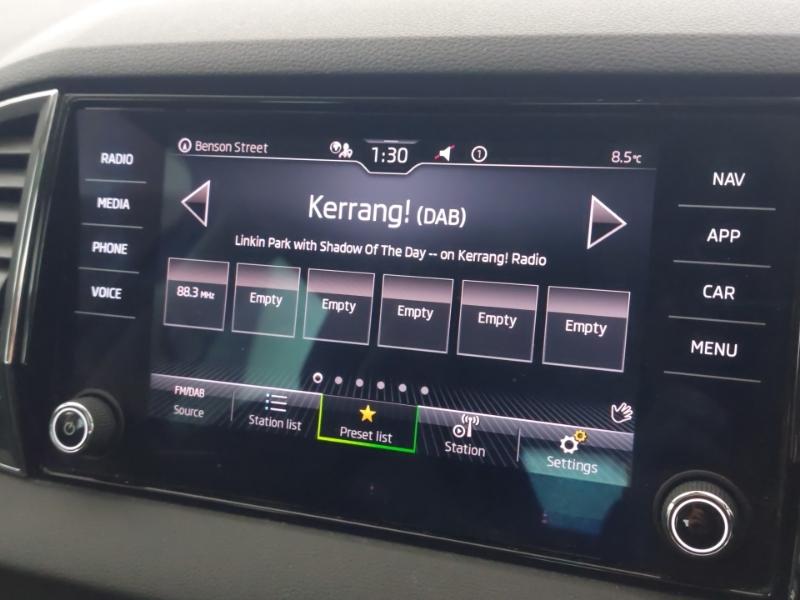 Benson Street 1:30 1 8.5°C
RADIO
MEDIA
PHONE
VOICE
Kerrang! (DAB)
Linkin Park with Shadow Of The Day -- on Kerrang! Radio
88.3 MHz Empty Empty Empty Empty Empty
FM/DAB
Source Station list Preset list Station Settings
NAV
APP
CAR
MENU